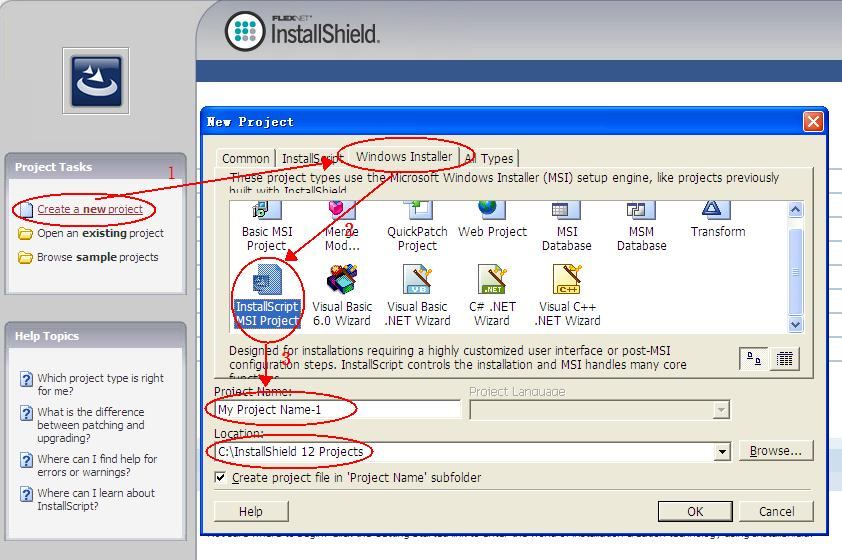 FLEXNET
InstallShield.
New Project
Common
InstallScript
Windows Installer
All Types
These project types use the Microsoft Windows Installer (MSI) setup engine, like projects previously
built with InstallShield.
Project Tasks
1
Create a new project
Open an existing project
Browse sample projects
Basic MSI
Project
Merge
Mod...
2
QuickPatch
Project
Web Project
MSI
Database
MSM
Database
Transform
InstallScript
MSI Project
Visual Basic
6.0 Wizard
Visual Basic
.NET Wizard
C# .NET
Wizard
Visual C++
.NET Wizard
VB
.NET
C++
Help Topics
Which project type is right
for me?
What is the difference
between patching and
upgrading?
Where can I find help for
errors or warnings?
Where can I learn about
InstallScript?
Designed for installations requiring a highly customized user interface or post-MSI
configuration steps. InstallScript controls the installation and MSI handles many core
functions.
3
Project Name:
Project Language
My Project Name-1
Location:
C:\InstallShield 12 Projects
Browse...
Create project file in 'Project Name' subfolder
Help
OK
Cancel